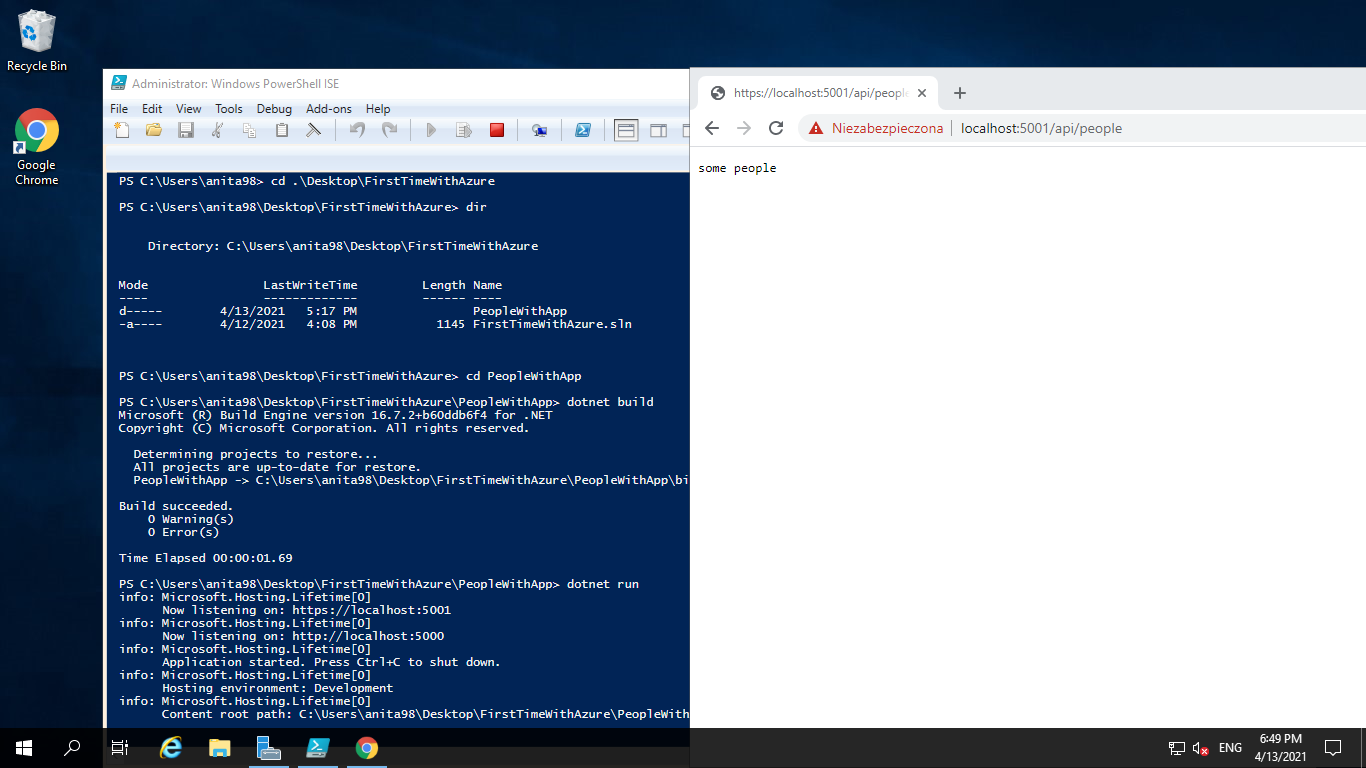 Recycle Bin
Google
Chrome
Administrator: Windows PowerShell ISE
File Edit View Tools Debug Add-ons Help
PS C:\Users\anita98> cd .\Desktop\FirstTimeWithAzure
PS C:\Users\anita98\Desktop\FirstTimeWithAzure> dir
Directory: C:\Users\anita98\Desktop\FirstTimeWithAzure
Mode LastWriteTime Length Name
---- ------------- ------ ----
d----- 4/13/2021 5:17 PM PeopleWithApp
-a---- 4/12/2021 4:08 PM 1145 FirstTimeWithAzure.sln
PS C:\Users\anita98\Desktop\FirstTimeWithAzure> cd PeopleWithApp
PS C:\Users\anita98\Desktop\FirstTimeWithAzure\PeopleWithApp> dotnet build
Microsoft (R) Build Engine version 16.7.2+b60ddb6f4 for .NET
Copyright (C) Microsoft Corporation. All rights reserved.
Determining projects to restore...
All projects are up-to-date for restore.
PeopleWithApp -> C:\Users\anita98\Desktop\FirstTimeWithAzure\PeopleWithApp\bi
Build succeeded.
0 Warning(s)
0 Error(s)
Time Elapsed 00:00:01.69
PS C:\Users\anita98\Desktop\FirstTimeWithAzure\PeopleWithApp> dotnet run
info: Microsoft.Hosting.Lifetime[0]
Now listening on: https://localhost:5001
info: Microsoft.Hosting.Lifetime[0]
Now listening on: http://localhost:5000
info: Microsoft.Hosting.Lifetime[0]
Application started. Press Ctrl+C to shut down.
info: Microsoft.Hosting.Lifetime[0]
Hosting environment: Development
info: Microsoft.Hosting.Lifetime[0]
Content root path: C:\Users\anita98\Desktop\FirstTimeWithAzure\PeopleWith
https://localhost:5001/api/people
Niezabezpieczona localhost:5001/api/people
some people
ENG
6:49 PM
4/13/2021